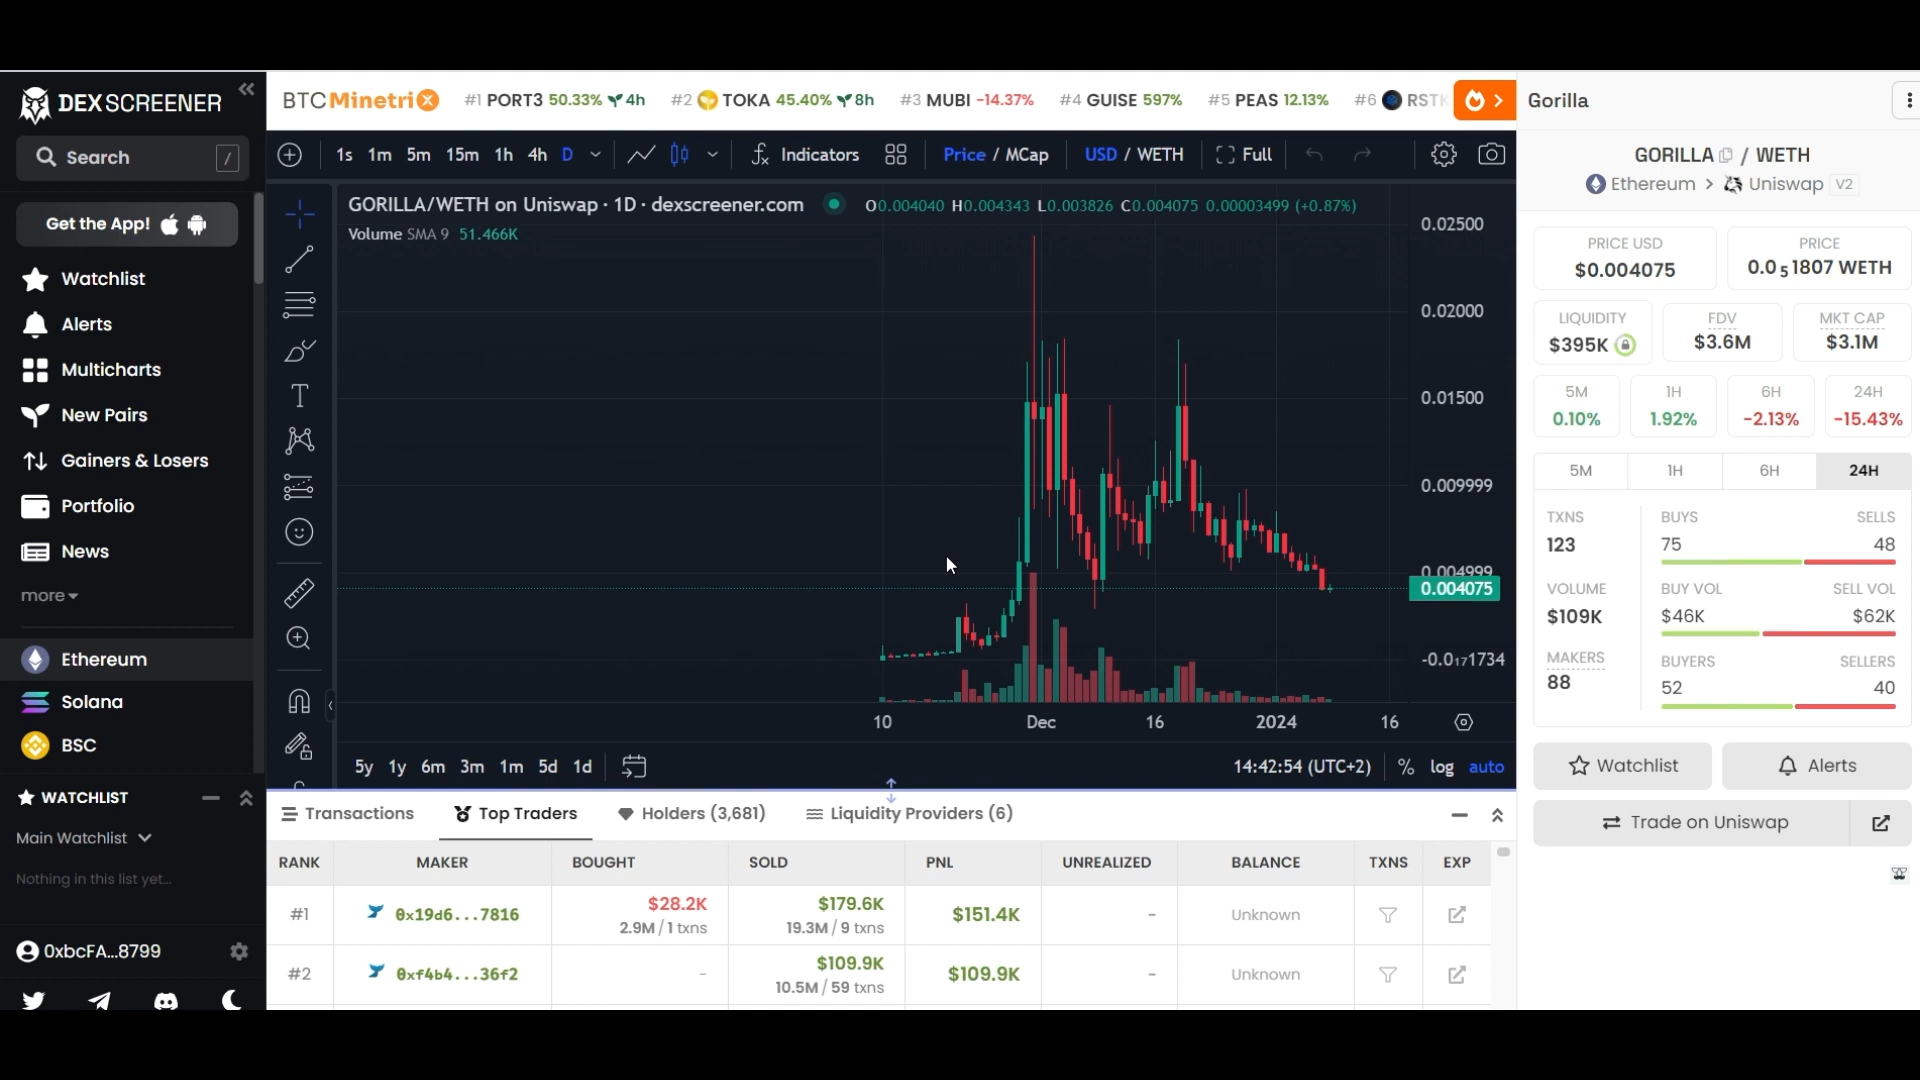 DEX SCREENER
Search /
Get the App!
Watchlist
Alerts
Multicharts
New Pairs
Gainers & Losers
Portfolio
News
more
Ethereum
Solana
BSC
WATCHLIST
Main Watchlist
Nothing in this list yet...
0xbcFA...8799
BTCMinetrix #1 PORT3 50.33% 4h #2 TOKA 45.40% 8h #3 MUBI -14.37% #4 GUISE 597% #5 PEAS 12.13% #6
1s 1m 5m 15m 1h 4h D Indicators Price / MCap USD / WETH Full
GORILLA/WETH on Uniswap · 1D · dexscreener.com O0.004040 H0.004343 L0.003826 C0.004075 0.00003499 (+0.87%)
Volume SMA 9 51.466K
0.02500
0.02000
0.01500
0.009999
0.004999
0.004075
-0.0₁₇1734
10 Dec 16 2024 16
5y 1y 6m 3m 1m 5d 1d 14:42:54 (UTC+2) % log auto
Transactions Top Traders Holders (3,681) Liquidity Providers (6)
RANK MAKER BOUGHT SOLD PNL UNREALIZED BALANCE TXNS EXP
#1 0x19d6...7816 $28.2K $179.6K $151.4K - Unknown
2.9M / 1 txns 19.3M / 9 txns
#2 0xf4b4...36f2 - $109.9K $109.9K - Unknown
10.5M / 59 txns
Gorilla
GORILLA / WETH
Ethereum > Uniswap V2
PRICE USD PRICE
$0.004075 0.0₅1807 WETH
LIQUIDITY FDV MKT CAP
$395K $3.6M $3.1M
5M 1H 6H 24H
0.10% 1.92% -2.13% -15.43%
5M 1H 6H 24H
TXNS BUYS SELLS
123 75 48
VOLUME BUY VOL SELL VOL
$109K $46K $62K
MAKERS BUYERS SELLERS
88 52 40
Watchlist Alerts
Trade on Uniswap